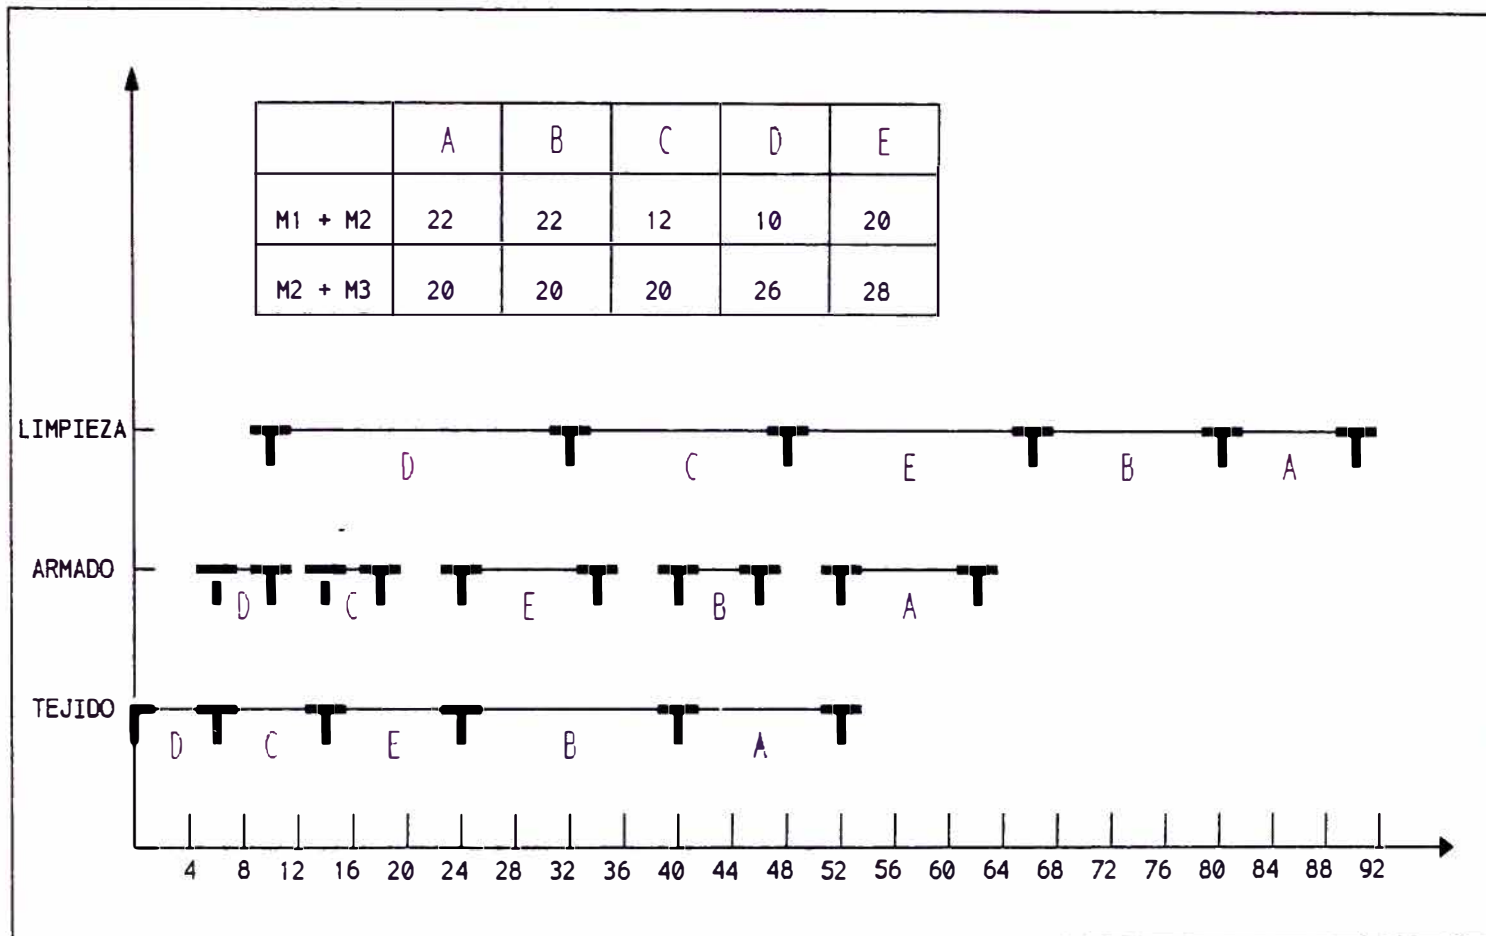 A B C D E
M1 + M2 22 22 12 10 20
M2 + M3 20 20 20 26 28
LIMPIEZA
D C E B A
ARMADO
D C E B A
TEJIDO
D C E B A
4 8 12 16 20 24 28 32 36 40 44 48 52 56 60 64 68 72 76 80 84 88 92